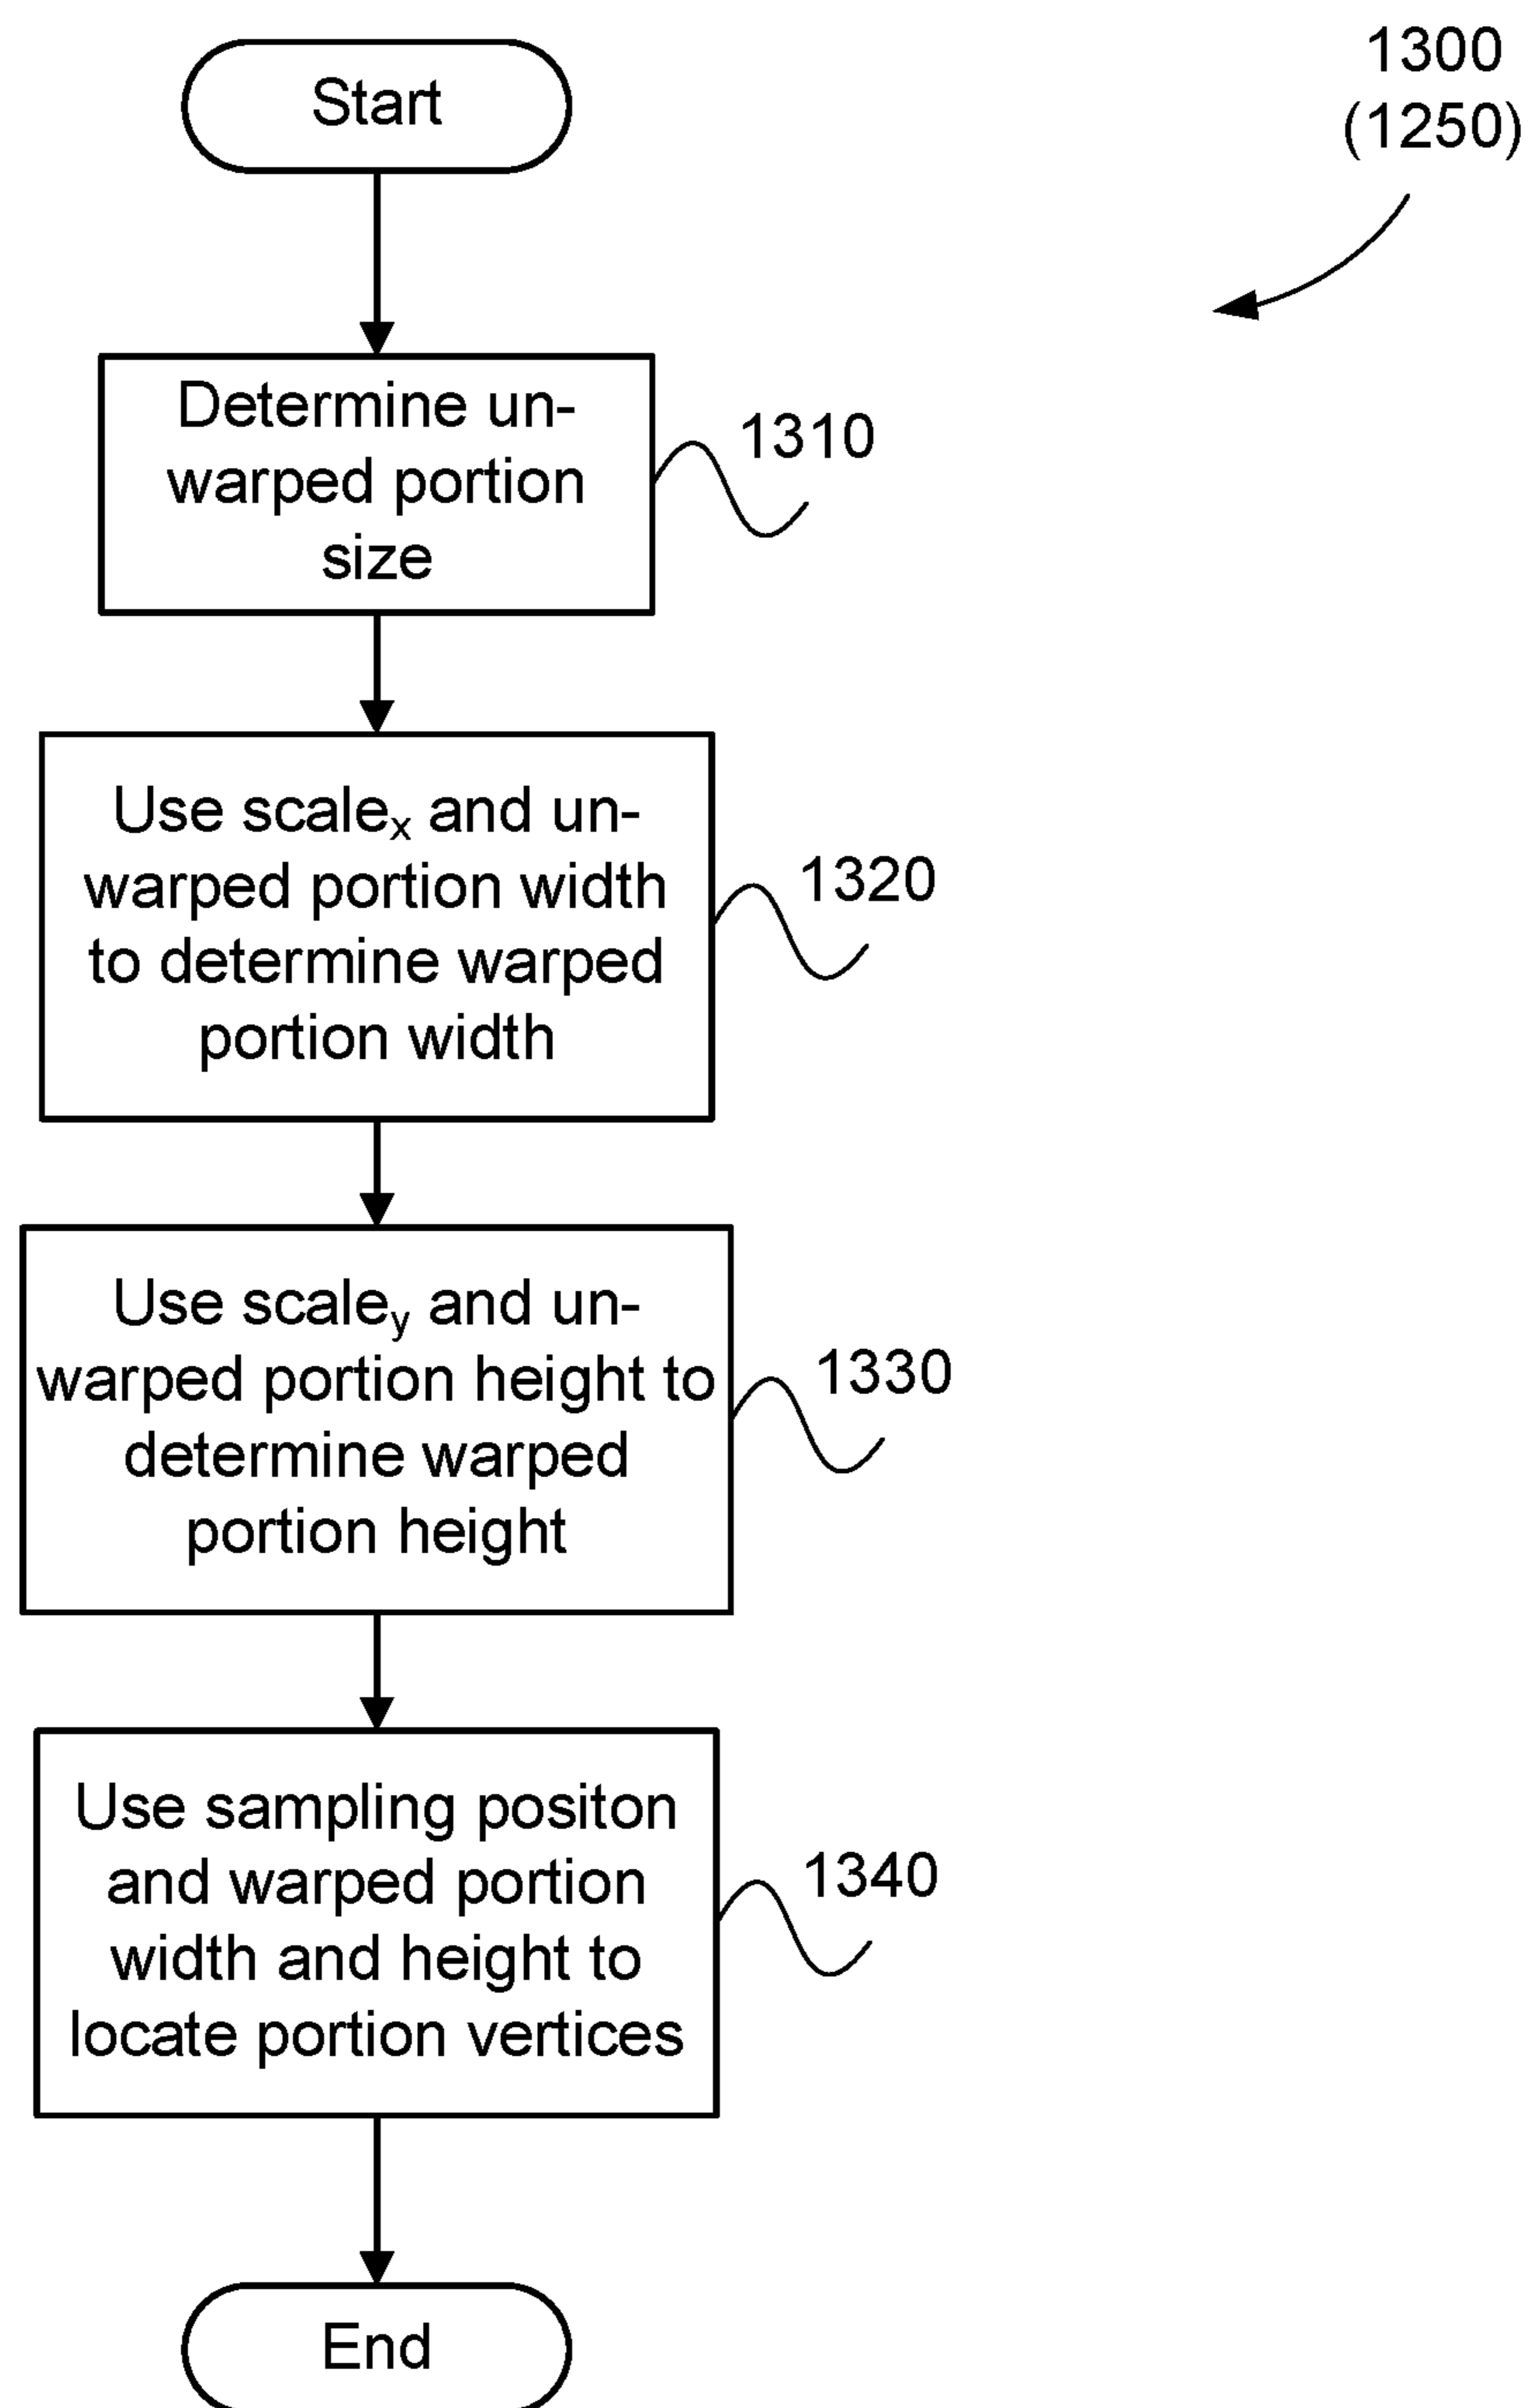 1300
(1250)
Start
Determine un-
warped portion
size
1310
Use scaleₓ and un-
warped portion width
to determine warped
portion width
1320
Use scaley and un-
warped portion height to
determine warped
portion height
1330
Use sampling positon
and warped portion
width and height to
locate portion vertices
1340
End